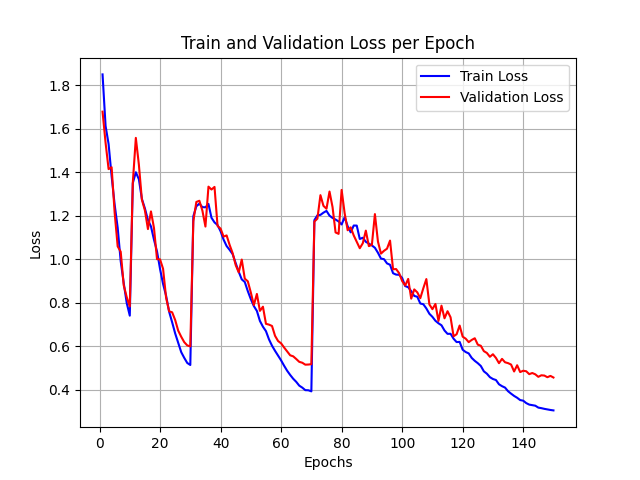 Train and Validation Loss per Epoch
Train Loss
Validation Loss
Loss
1.8
1.6
1.4
1.2
1.0
0.8
0.6
0.4
0 20 40 60 80 100 120 140
Epochs